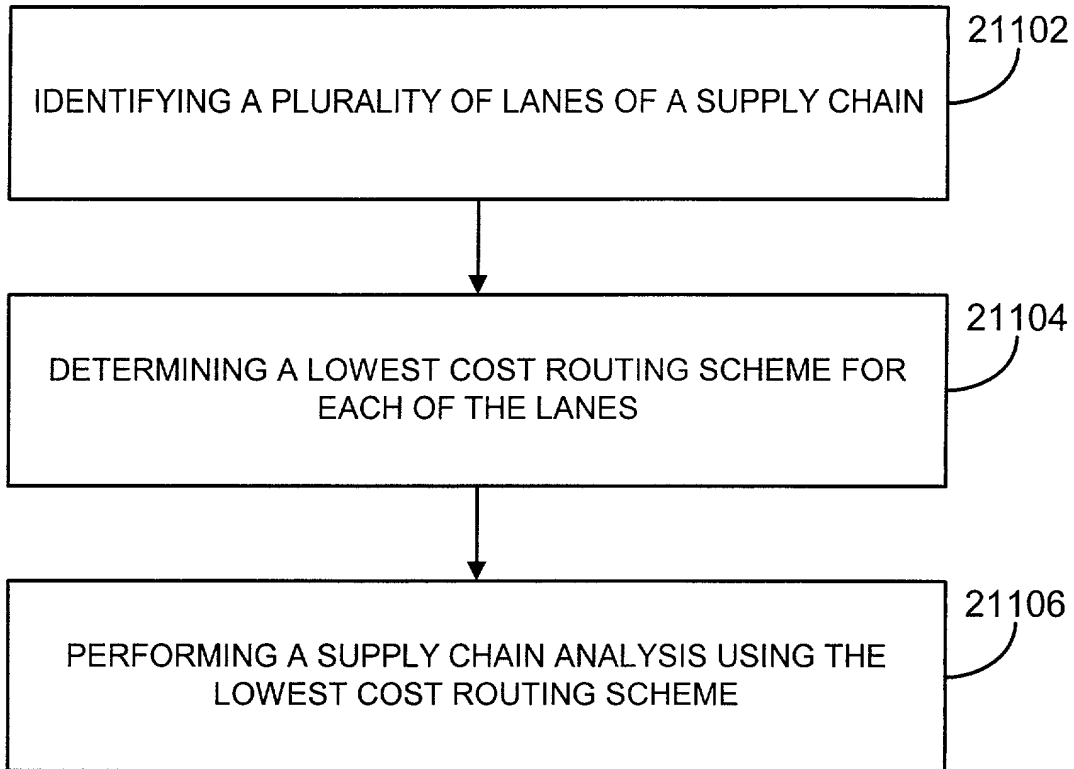 21102
IDENTIFYING A PLURALITY OF LANES OF A SUPPLY CHAIN
21104
DETERMINING A LOWEST COST ROUTING SCHEME FOR
EACH OF THE LANES
21106
PERFORMING A SUPPLY CHAIN ANALYSIS USING THE
LOWEST COST ROUTING SCHEME